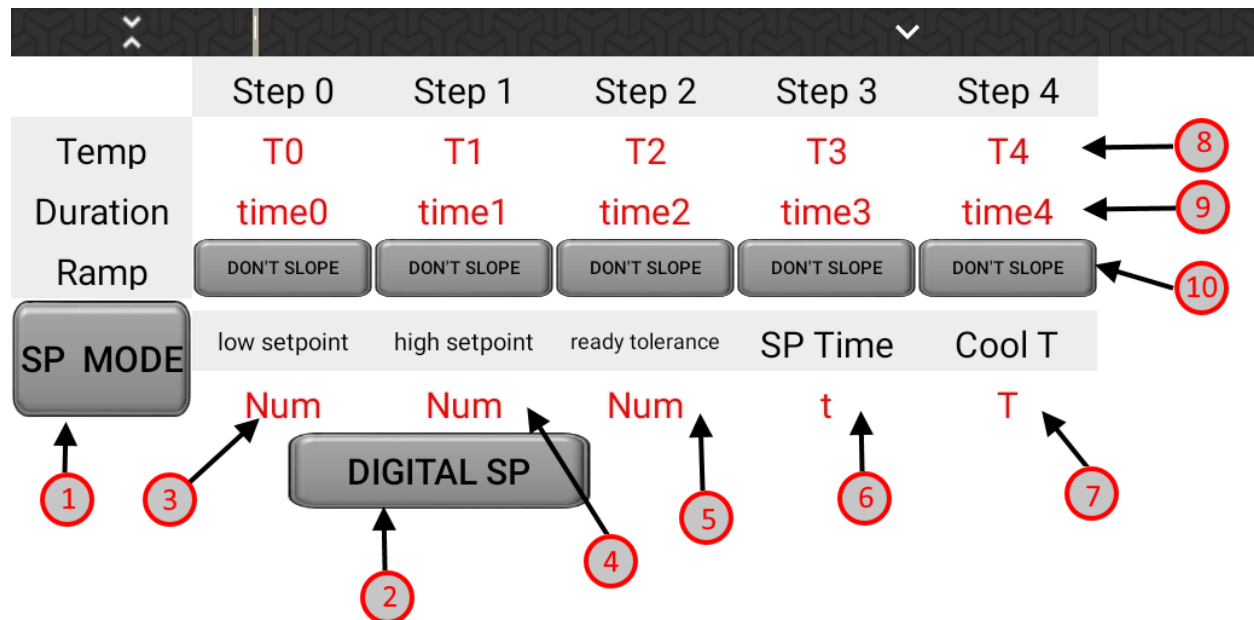 Step 0 Step 1 Step 2 Step 3 Step 4
Temp T0 T1 T2 T3 T4 8
Duration time0 time1 time2 time3 time4 9
Ramp DON'T SLOPE DON'T SLOPE DON'T SLOPE DON'T SLOPE DON'T SLOPE 10
SP MODE low setpoint high setpoint ready tolerance SP Time Cool T
Num Num Num t T
DIGITAL SP
1 3 6 7
5
4
2